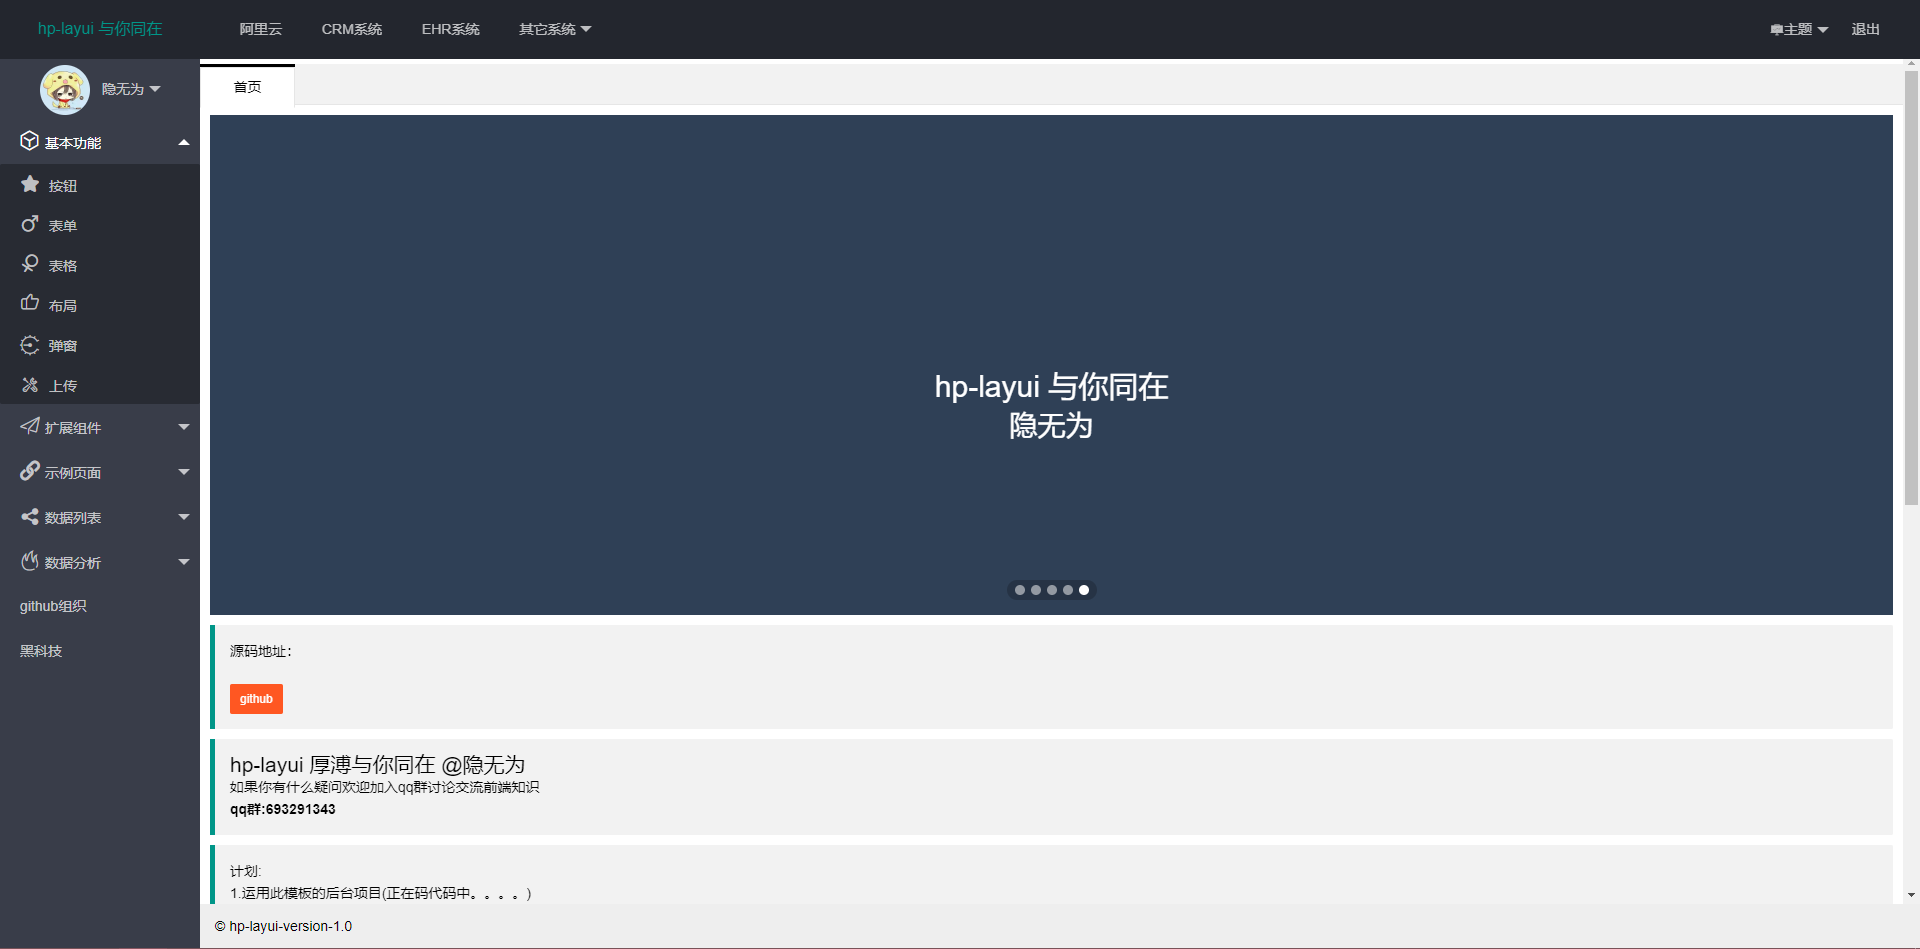 hp-layui 与你同在
阿里云
CRM系统
EHR系统
其它系统
主题
退出
隐无为
首页
基本功能
按钮
表单
表格
布局
弹窗
上传
扩展组件
示例页面
数据列表
数据分析
github组织
黑科技
hp-layui 与你同在
隐无为
源码地址：
github
hp-layui 厚溥与你同在 @隐无为
如果你有什么疑问欢迎加入qq群讨论交流前端知识
qq群:693291343
计划:
1.运用此模板的后台项目(正在码代码中。。。。)
© hp-layui-version-1.0